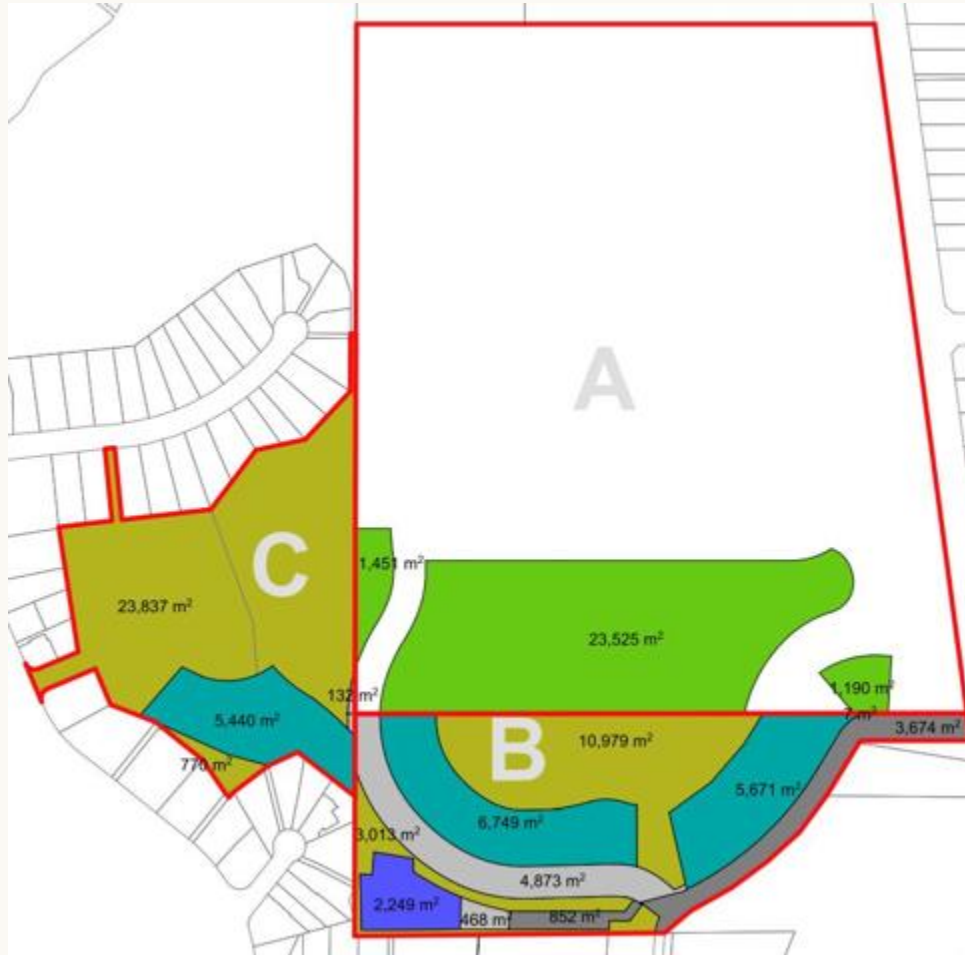 A
C
1,451 m²
23,837 m²
23,525 m²
1,190 m²
132 m²
5,440 m²
7 m²
3,674 m²
B
10,979 m²
770 m²
5,671 m²
6,749 m²
3,013 m²
4,873 m²
2,249 m²
468 m²
852 m²